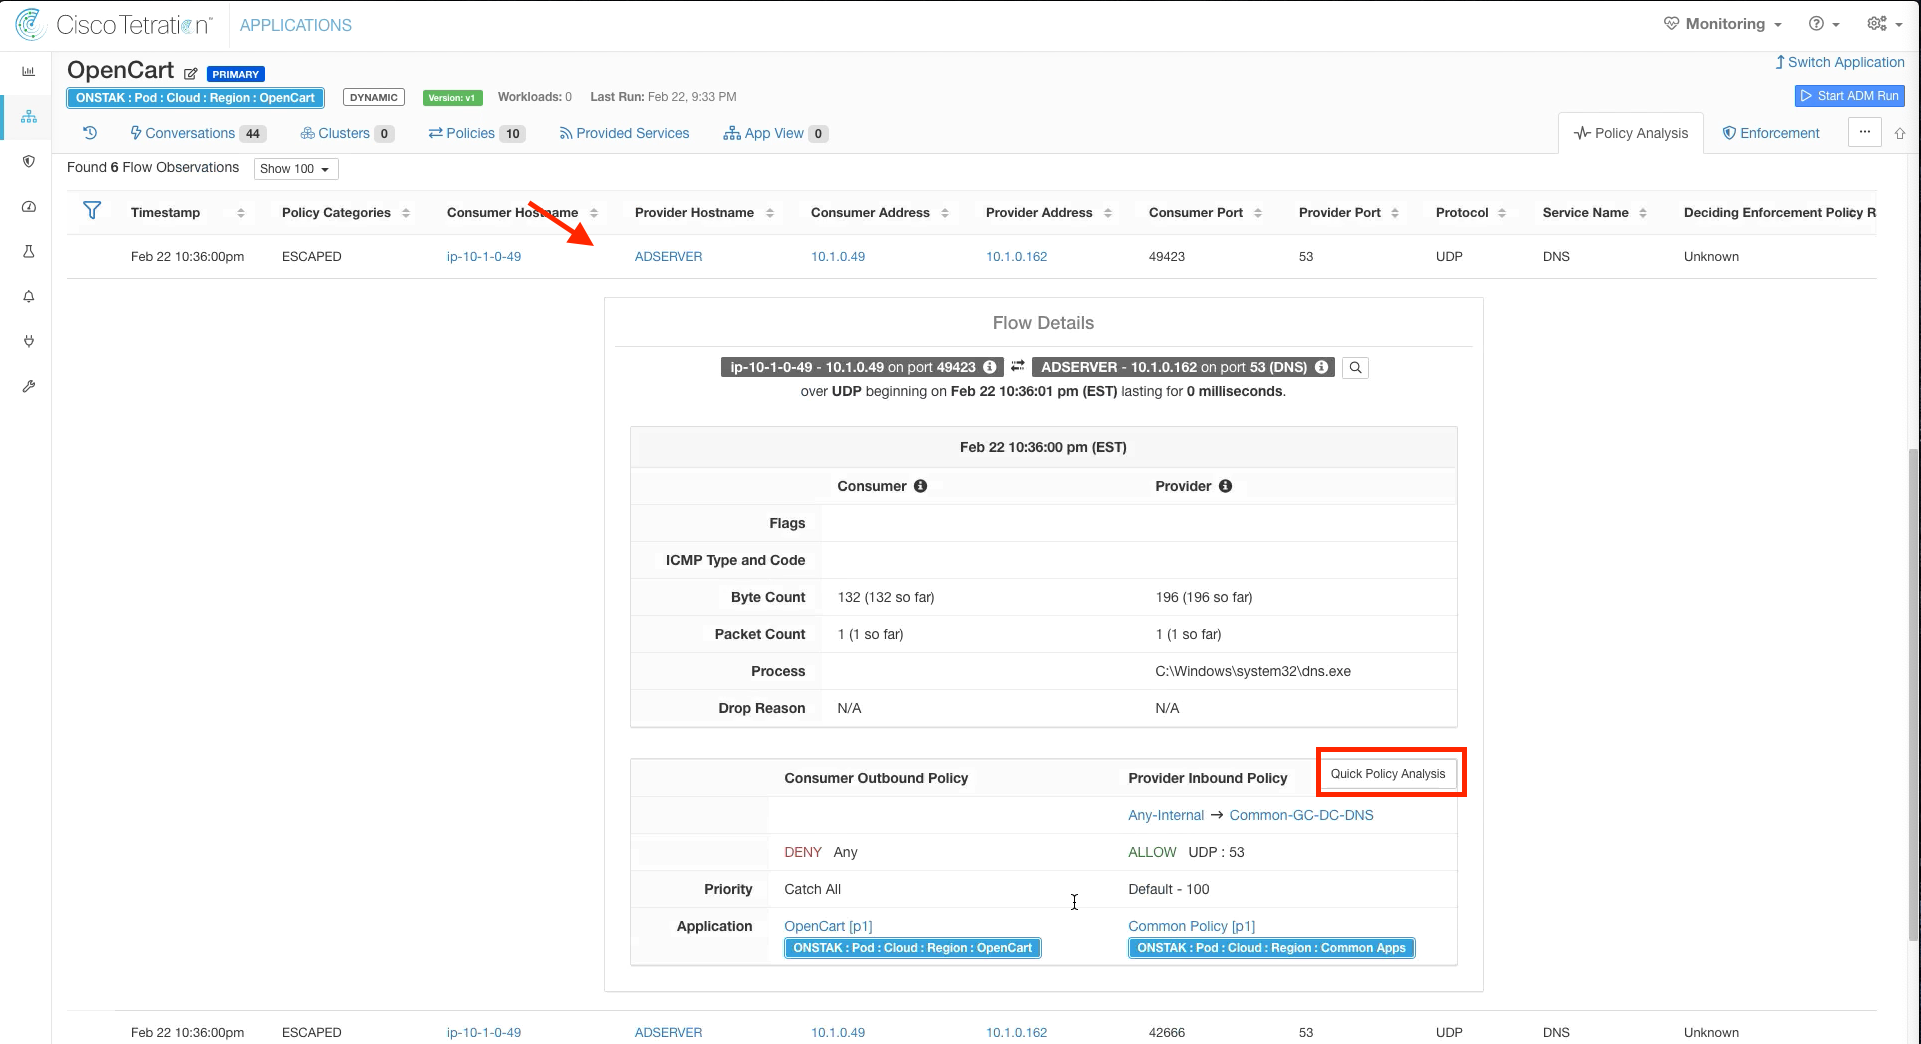 Cisco Tetration™ APPLICATIONS Monitoring
OpenCart PRIMARY Switch Application
ONSTAK : Pod : Cloud : Region : OpenCart DYNAMIC Version: v1 Workloads: 0 Last Run: Feb 22, 9:33 PM Start ADM Run
Conversations 44 Clusters 0 Policies 10 Provided Services App View 0 Policy Analysis Enforcement ...
Found 6 Flow Observations Show 100
Timestamp Policy Categories Consumer Hostname Provider Hostname Consumer Address Provider Address Consumer Port Provider Port Protocol Service Name Deciding Enforcement Policy R
Feb 22 10:36:00pm ESCAPED ip-10-1-0-49 ADSERVER 10.1.0.49 10.1.0.162 49423 53 UDP DNS Unknown
Flow Details
ip-10-1-0-49 - 10.1.0.49 on port 49423 ADSERVER - 10.1.0.162 on port 53 (DNS)
over UDP beginning on Feb 22 10:36:01 pm (EST) lasting for 0 milliseconds.
Feb 22 10:36:00 pm (EST)
Consumer Provider
Flags
ICMP Type and Code
Byte Count 132 (132 so far) 196 (196 so far)
Packet Count 1 (1 so far) 1 (1 so far)
Process C:\Windows\system32\dns.exe
Drop Reason N/A N/A
Consumer Outbound Policy Provider Inbound Policy Quick Policy Analysis
Any-Internal → Common-GC-DC-DNS
DENY Any ALLOW UDP : 53
Priority Catch All Default - 100
Application OpenCart [p1] Common Policy [p1]
ONSTAK : Pod : Cloud : Region : OpenCart ONSTAK : Pod : Cloud : Region : Common Apps
Feb 22 10:36:00pm ESCAPED ip-10-1-0-49 ADSERVER 10.1.0.49 10.1.0.162 42666 53 UDP DNS Unknown